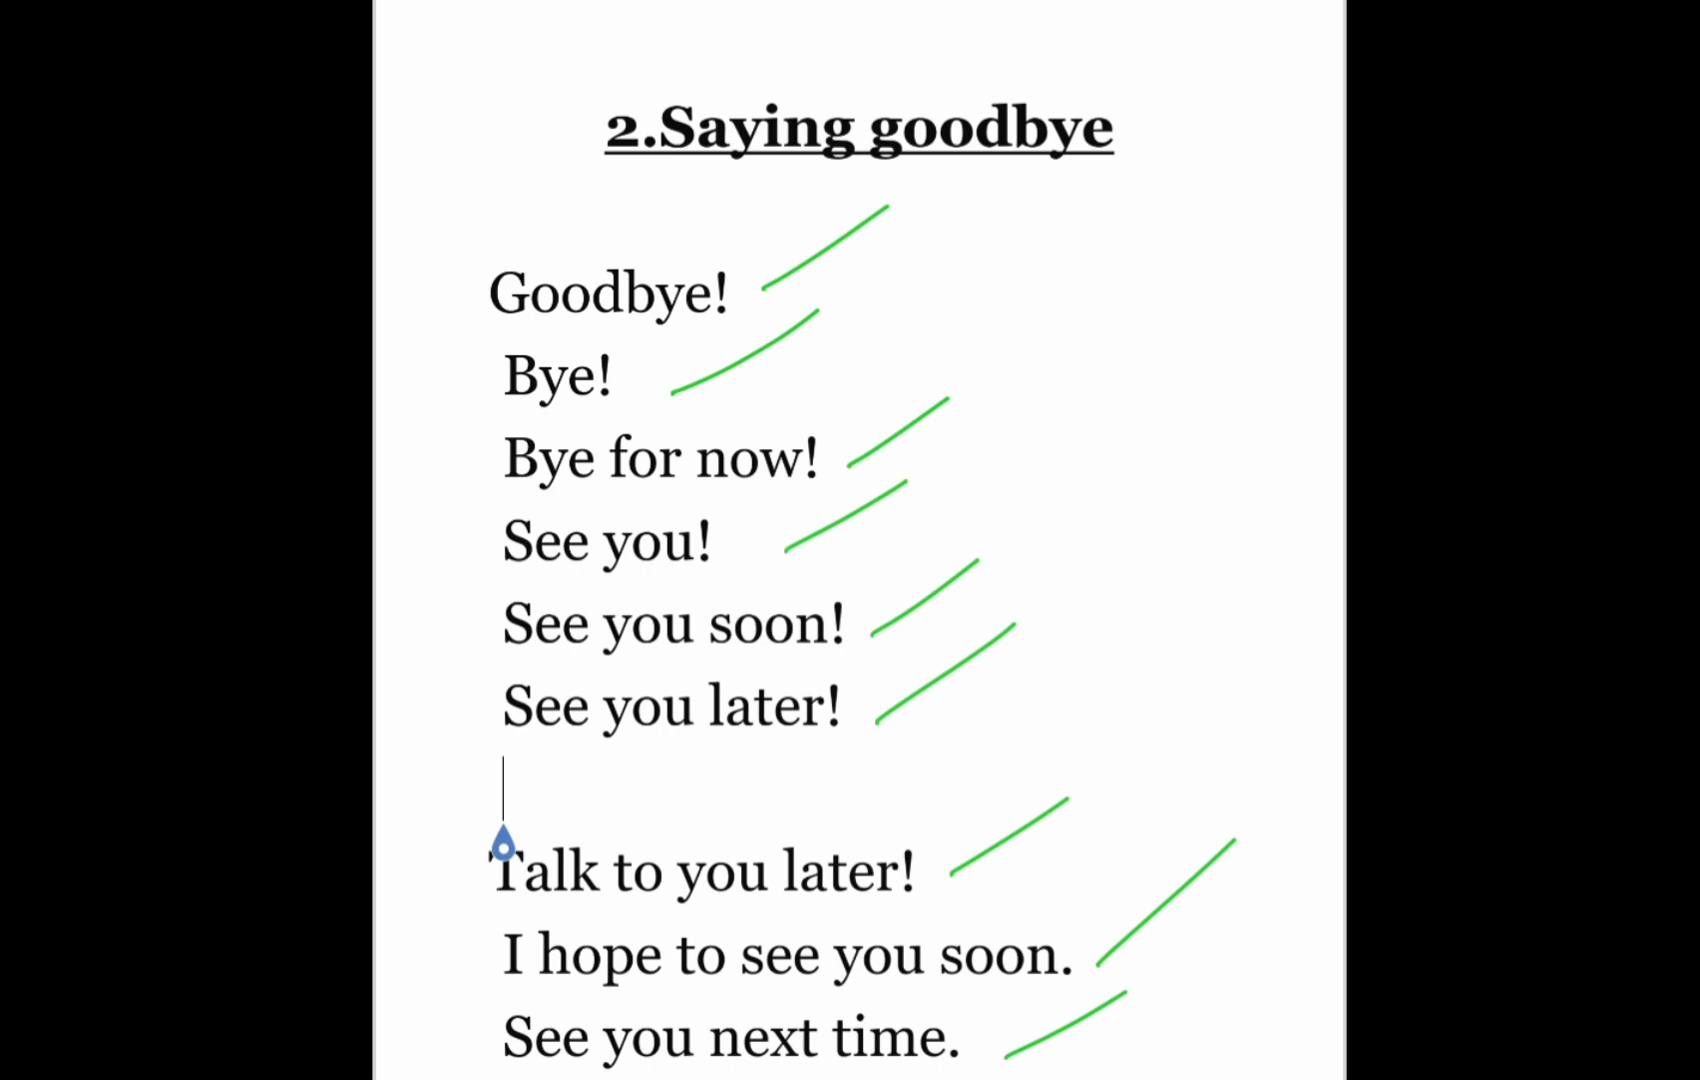 2.Saying goodbye
Goodbye!
Bye!
Bye for now!
See you!
See you soon!
See you later!
Talk to you later!
I hope to see you soon.
See you next time.